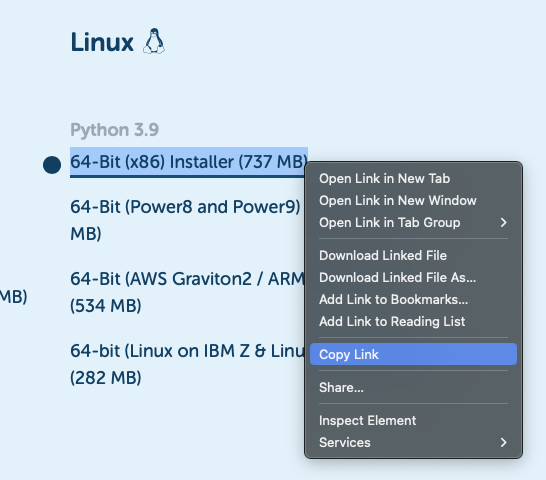 Linux
Python 3.9
64-Bit (x86) Installer (737 MB)
64-Bit (Power8 and Power9)
MB)
64-Bit (AWS Graviton2 / ARM
(534 MB)
MB)
64-bit (Linux on IBM Z & Linu
(282 MB)
Open Link in New Tab
Open Link in New Window
Open Link in Tab Group
Download Linked File
Download Linked File As...
Add Link to Bookmarks...
Add Link to Reading List
Copy Link
Share...
Inspect Element
Services